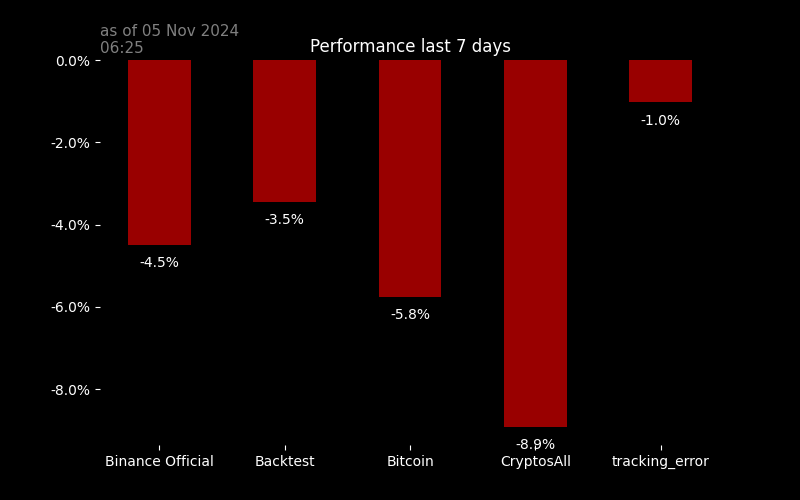 as of 05 Nov 2024
06:25
Performance last 7 days
0.0%
-2.0%
-4.0%
-6.0%
-8.0%
-4.5%
-3.5%
-5.8%
-8.9%
-1.0%
Binance Official
Backtest
Bitcoin
CryptosAll
tracking_error